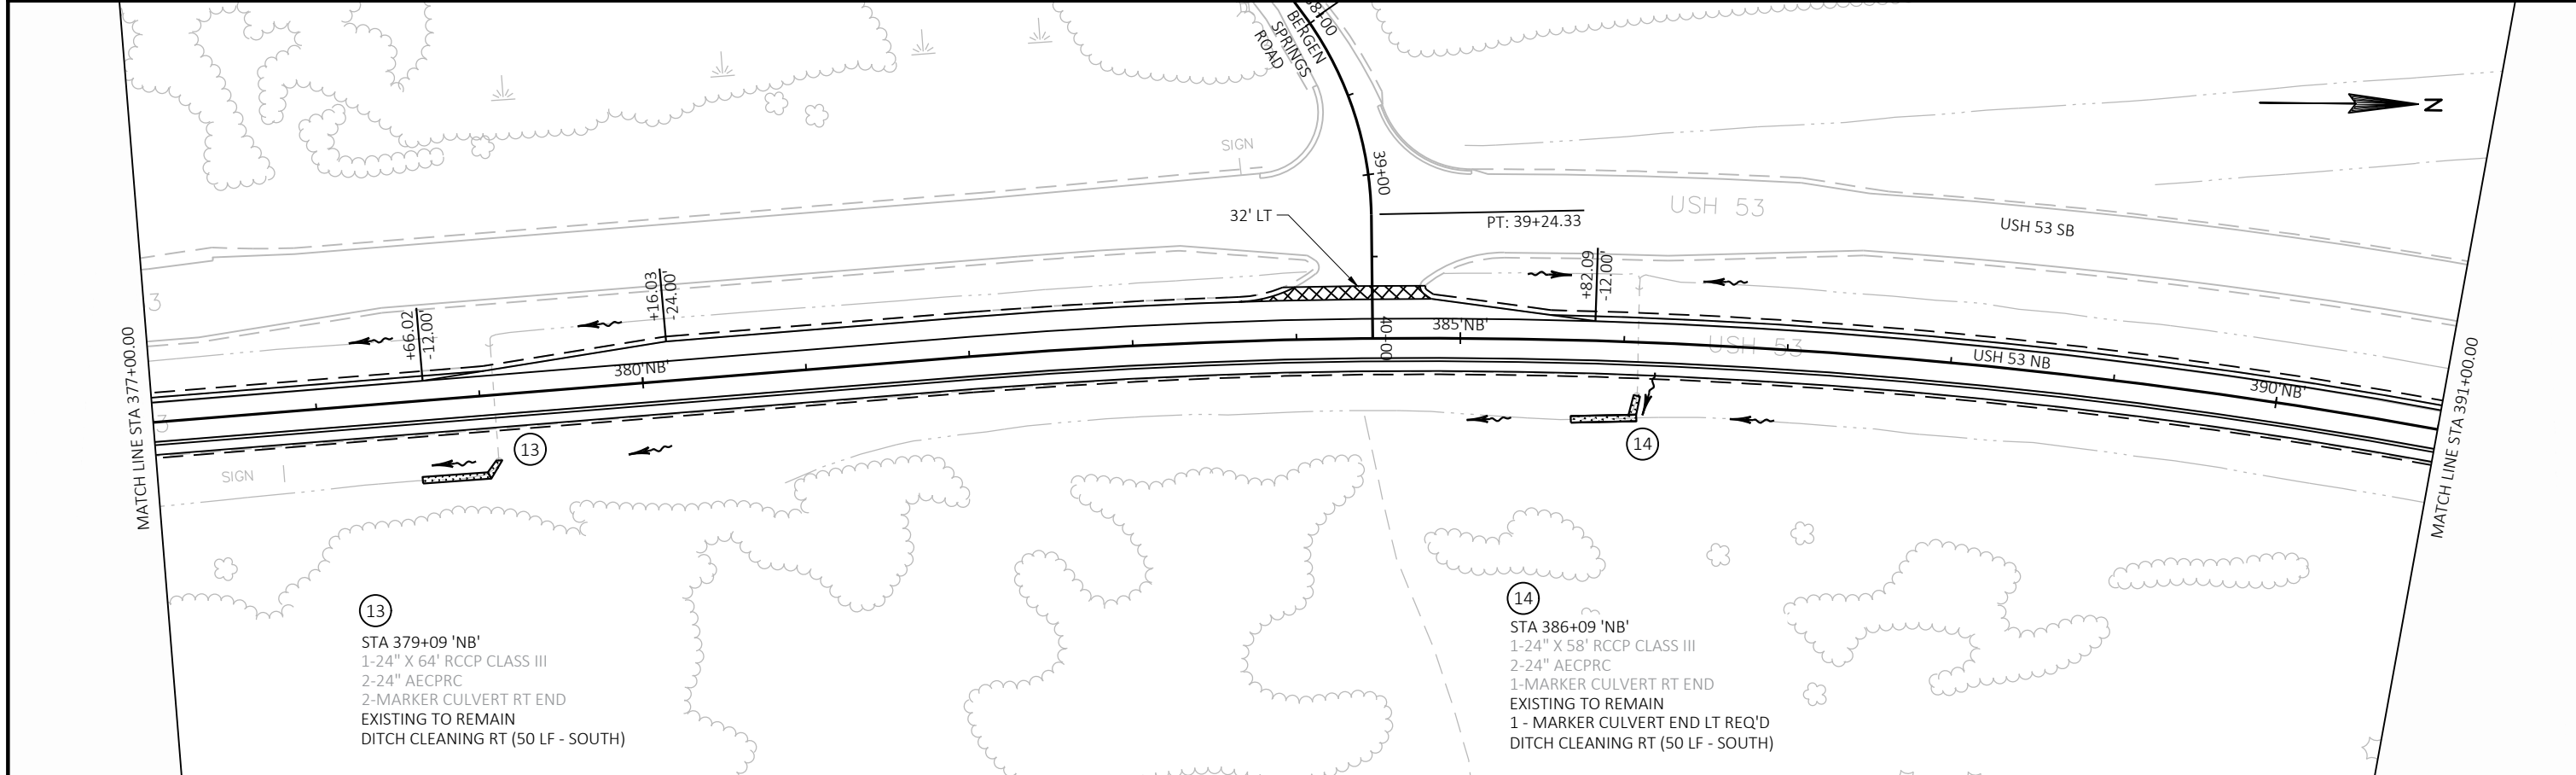 38+00
BERGEN
SPRINGS
ROAD
N
SIGN
39+00
32' LT
PT: 39+24.33
USH 53
USH 53 SB
3
+66.02
-12.00'
+16.03
-24.00'
+82.09
-12.00'
380'NB'
40+00
385'NB'
USH 53
USH 53 NB
390'NB'
3
MATCH LINE STA 377+00.00
MATCH LINE STA 391+00.00
SIGN
13
14
13
STA 379+09 'NB'
1-24" X 64' RCCP CLASS III
2-24" AECPRC
2-MARKER CULVERT RT END
EXISTING TO REMAIN
DITCH CLEANING RT (50 LF - SOUTH)
14
STA 386+09 'NB'
1-24" X 58' RCCP CLASS III
2-24" AECPRC
1-MARKER CULVERT RT END
EXISTING TO REMAIN
1 - MARKER CULVERT END LT REQ'D
DITCH CLEANING RT (50 LF - SOUTH)